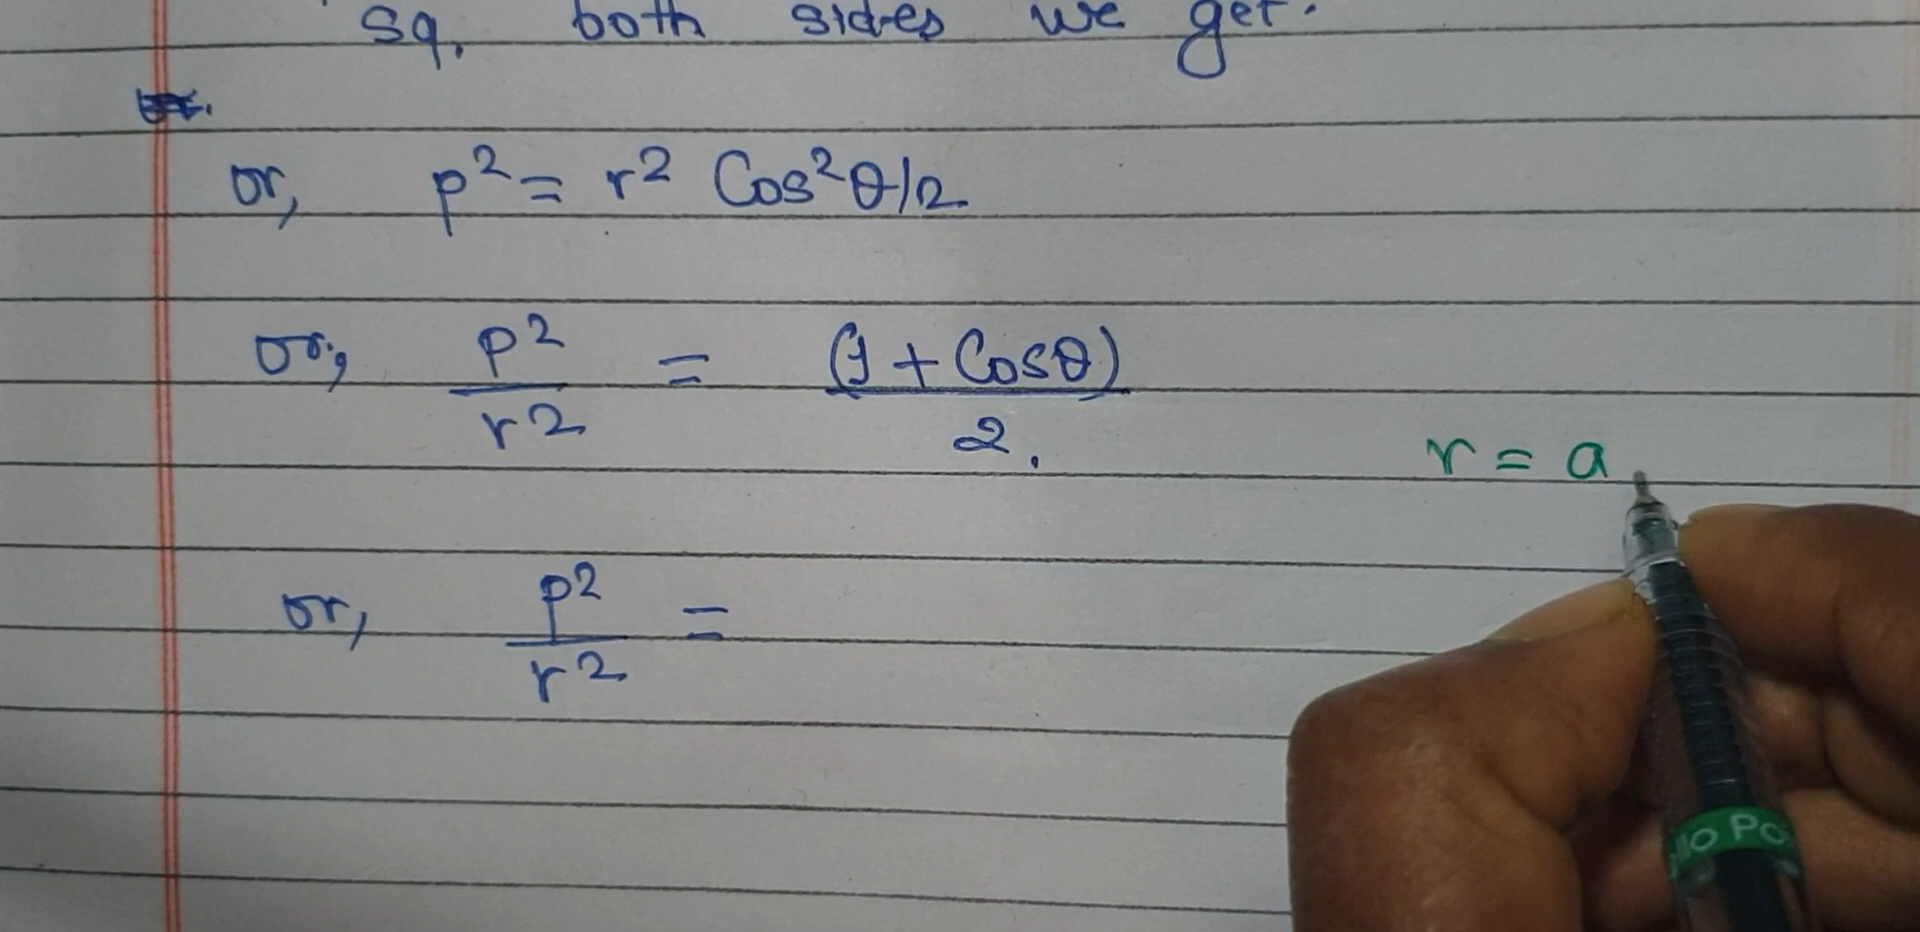 sq. both sides we get.
or, p² = r² Cos²θ/2
or, p²/r² = (1 + Cosθ)/2.
r = a
or, p²/r² =